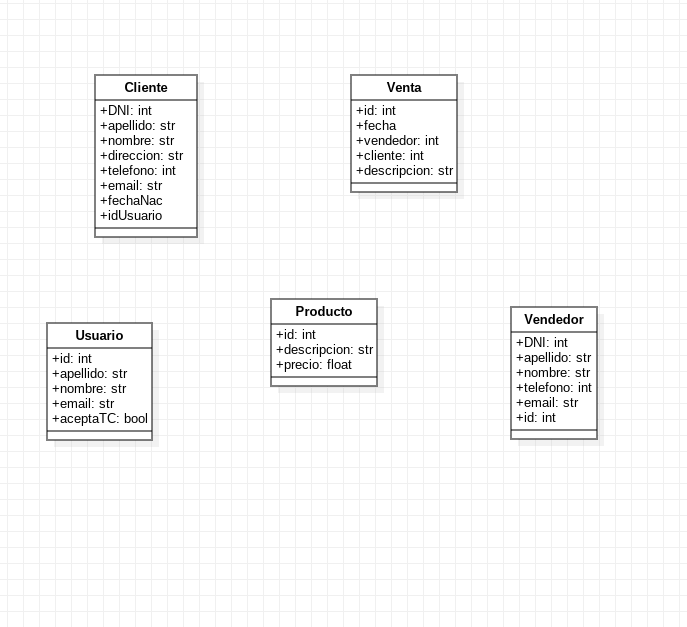 Cliente
+DNI: int
+apellido: str
+nombre: str
+direccion: str
+telefono: int
+email: str
+fechaNac
+idUsuario
Venta
+id: int
+fecha
+vendedor: int
+cliente: int
+descripcion: str
Usuario
+id: int
+apellido: str
+nombre: str
+email: str
+aceptaTC: bool
Producto
+id: int
+descripcion: str
+precio: float
Vendedor
+DNI: int
+apellido: str
+nombre: str
+telefono: int
+email: str
+id: int